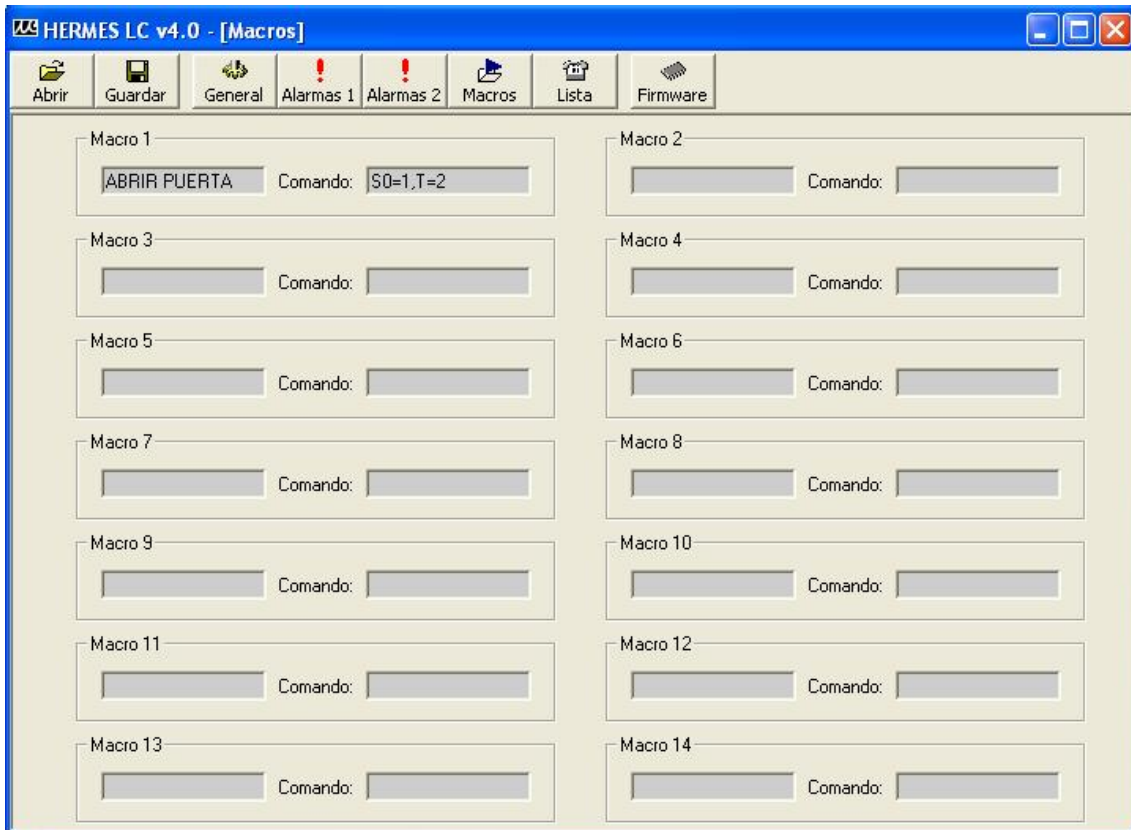 HERMES LC v4.0 - [Macros]
Abrir Guardar General Alarmas 1 Alarmas 2 Macros Lista Firmware
Macro 1 Macro 2
ABRIR PUERTA Comando: S0=1,T=2 Comando:
Macro 3 Macro 4
Comando: Comando:
Macro 5 Macro 6
Comando: Comando:
Macro 7 Macro 8
Comando: Comando:
Macro 9 Macro 10
Comando: Comando:
Macro 11 Macro 12
Comando: Comando:
Macro 13 Macro 14
Comando: Comando: